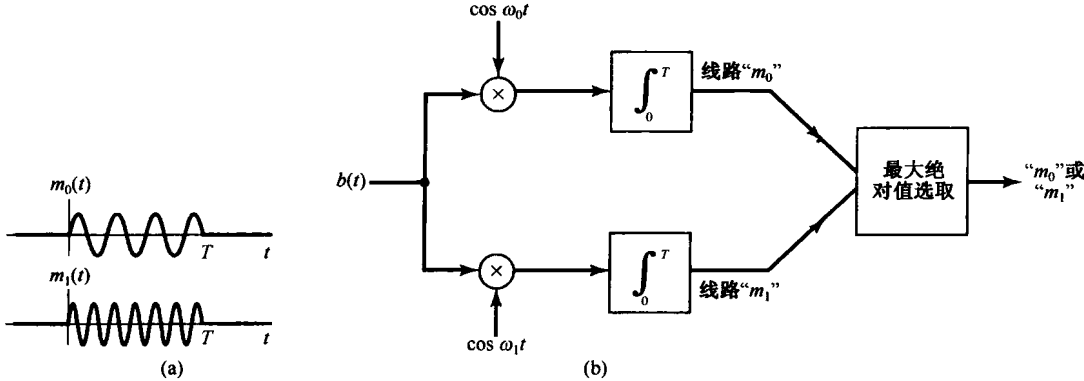 m₀(t)
T
t
m₁(t)
T
t
(a)
cos ω₀t
×
∫₀ᵀ
线路“m₀”
b(t)
最大绝
对值选取
“m₀”或
“m₁”
×
∫₀ᵀ
线路“m₁”
cos ω₁t
(b)